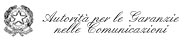 Autorità per le Garanzie
nelle Comunicazioni